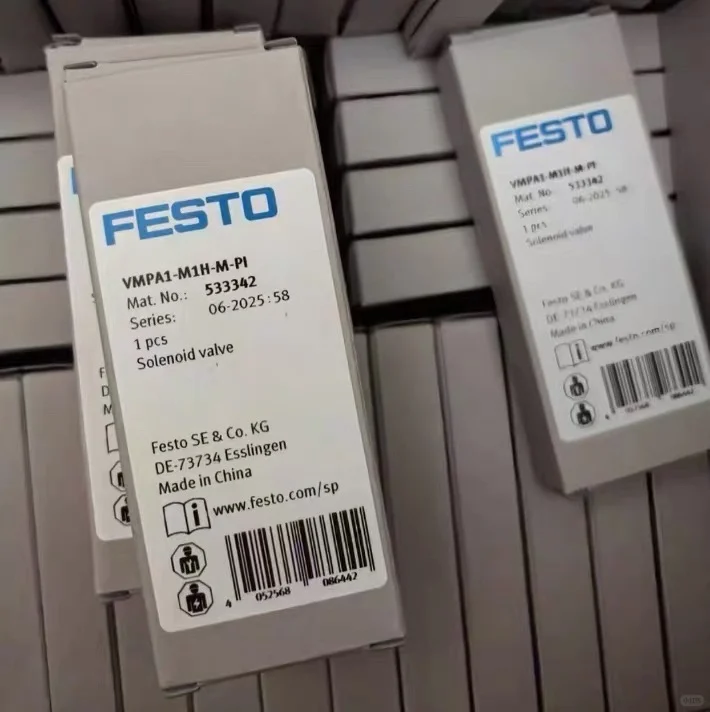 FESTO
VMPA1-M1H-M-PI
Mat. No.: 533342
Series: 06-2025:58
1 pcs
Solenoid valve
Festo SE & Co. KG
DE-73734 Esslingen
Made in China
www.festo.com/sp
4 052568 086442
FESTO
VMPA1-M1H-M-PI
Mat. No: 533342
Series: 06-2025 58
1 pcs
Solenoid valve
Festo SE & Co. KG
DE-73734 Esslingen
Made in China
www.festo.com/sp
4 052568 086442